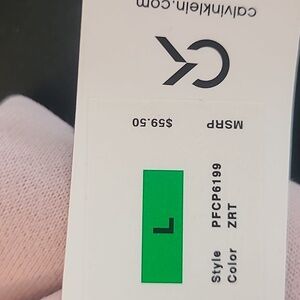 calvinklein.com
CK
MSRP $59.50
L
Style PFCP6199
Color ZRT